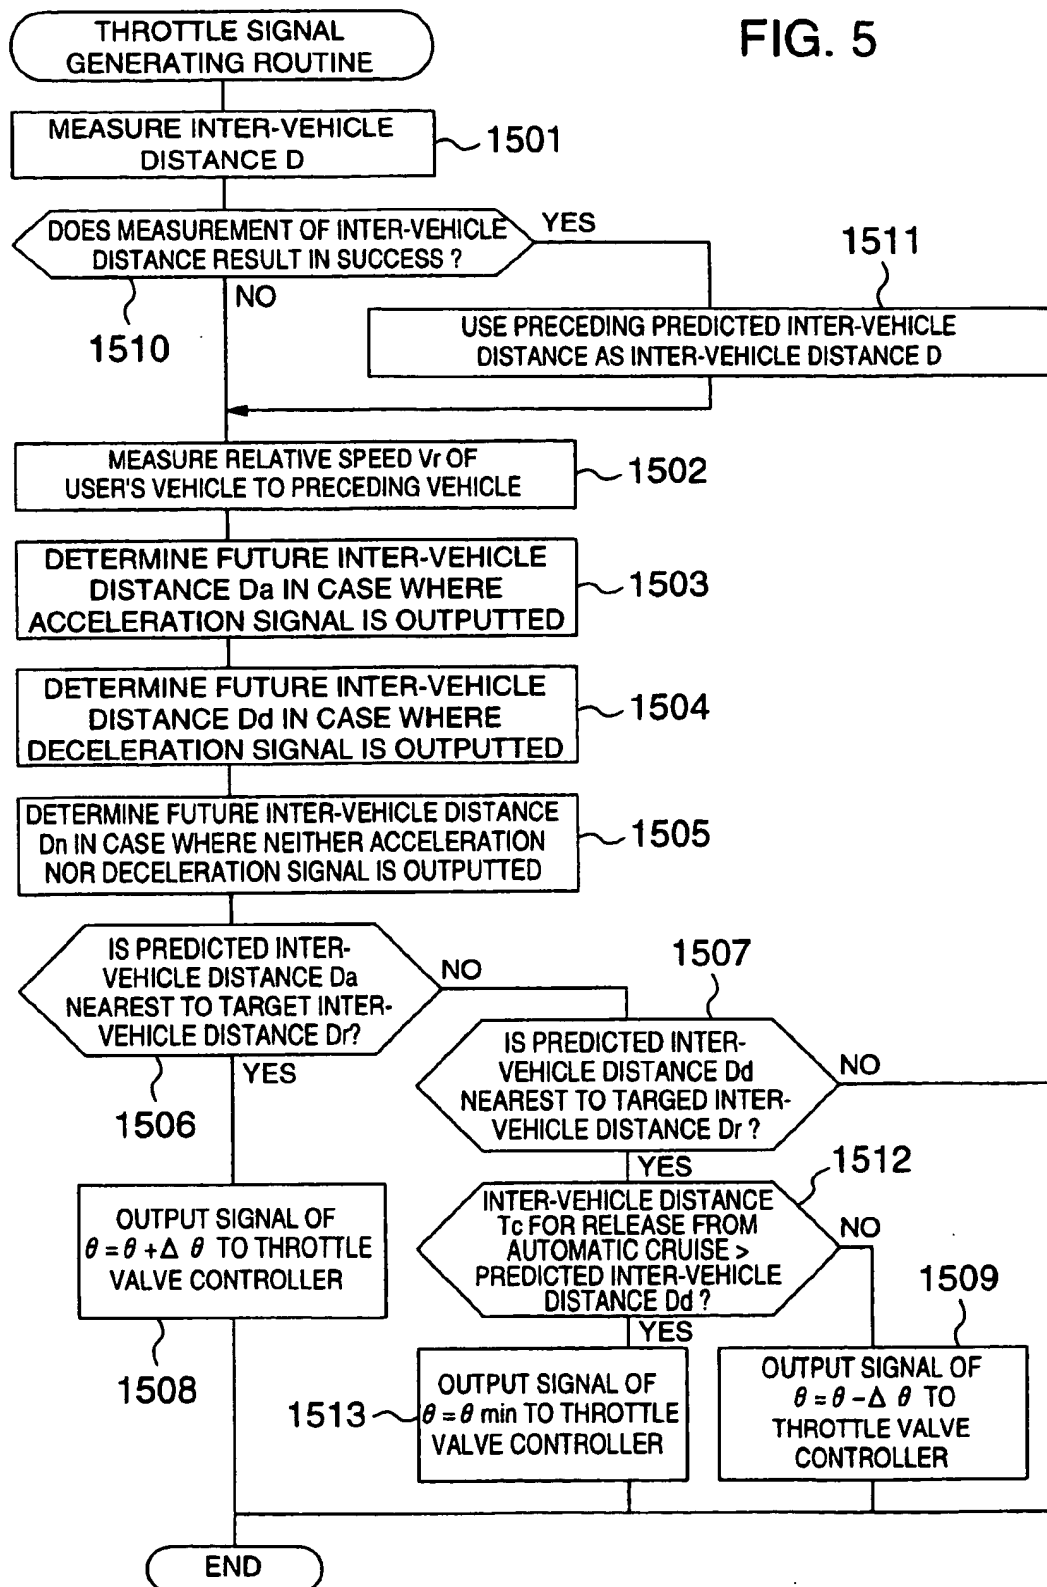 FIG. 5
THROTTLE SIGNAL
GENERATING ROUTINE
MEASURE INTER-VEHICLE
DISTANCE D
1501
DOES MEASUREMENT OF INTER-VEHICLE
DISTANCE RESULT IN SUCCESS ?
YES
NO
1510
1511
USE PRECEDING PREDICTED INTER-VEHICLE
DISTANCE AS INTER-VEHICLE DISTANCE D
MEASURE RELATIVE SPEED Vr OF
USER'S VEHICLE TO PRECEDING VEHICLE
1502
DETERMINE FUTURE INTER-VEHICLE
DISTANCE Da IN CASE WHERE
ACCELERATION SIGNAL IS OUTPUTTED
1503
DETERMINE FUTURE INTER-VEHICLE
DISTANCE Dd IN CASE WHERE
DECELERATION SIGNAL IS OUTPUTTED
1504
DETERMINE FUTURE INTER-VEHICLE DISTANCE
Dn IN CASE WHERE NEITHER ACCELERATION
NOR DECELERATION SIGNAL IS OUTPUTTED
1505
IS PREDICTED INTER-
VEHICLE DISTANCE Da
NEAREST TO TARGET INTER-
VEHICLE DISTANCE Dr?
NO
YES
1506
1507
IS PREDICTED INTER-
VEHICLE DISTANCE Dd
NEAREST TO TARGED INTER-
VEHICLE DISTANCE Dr ?
NO
YES
1512
INTER-VEHICLE DISTANCE
Tc FOR RELEASE FROM
AUTOMATIC CRUISE >
PREDICTED INTER-VEHICLE
DISTANCE Dd ?
NO
YES
OUTPUT SIGNAL OF
θ = θ + Δ θ TO THROTTLE
VALVE CONTROLLER
1508
1513
OUTPUT SIGNAL OF
θ = θ min TO THROTTLE
VALVE CONTROLLER
1509
OUTPUT SIGNAL OF
θ = θ – Δ θ TO
THROTTLE VALVE
CONTROLLER
END